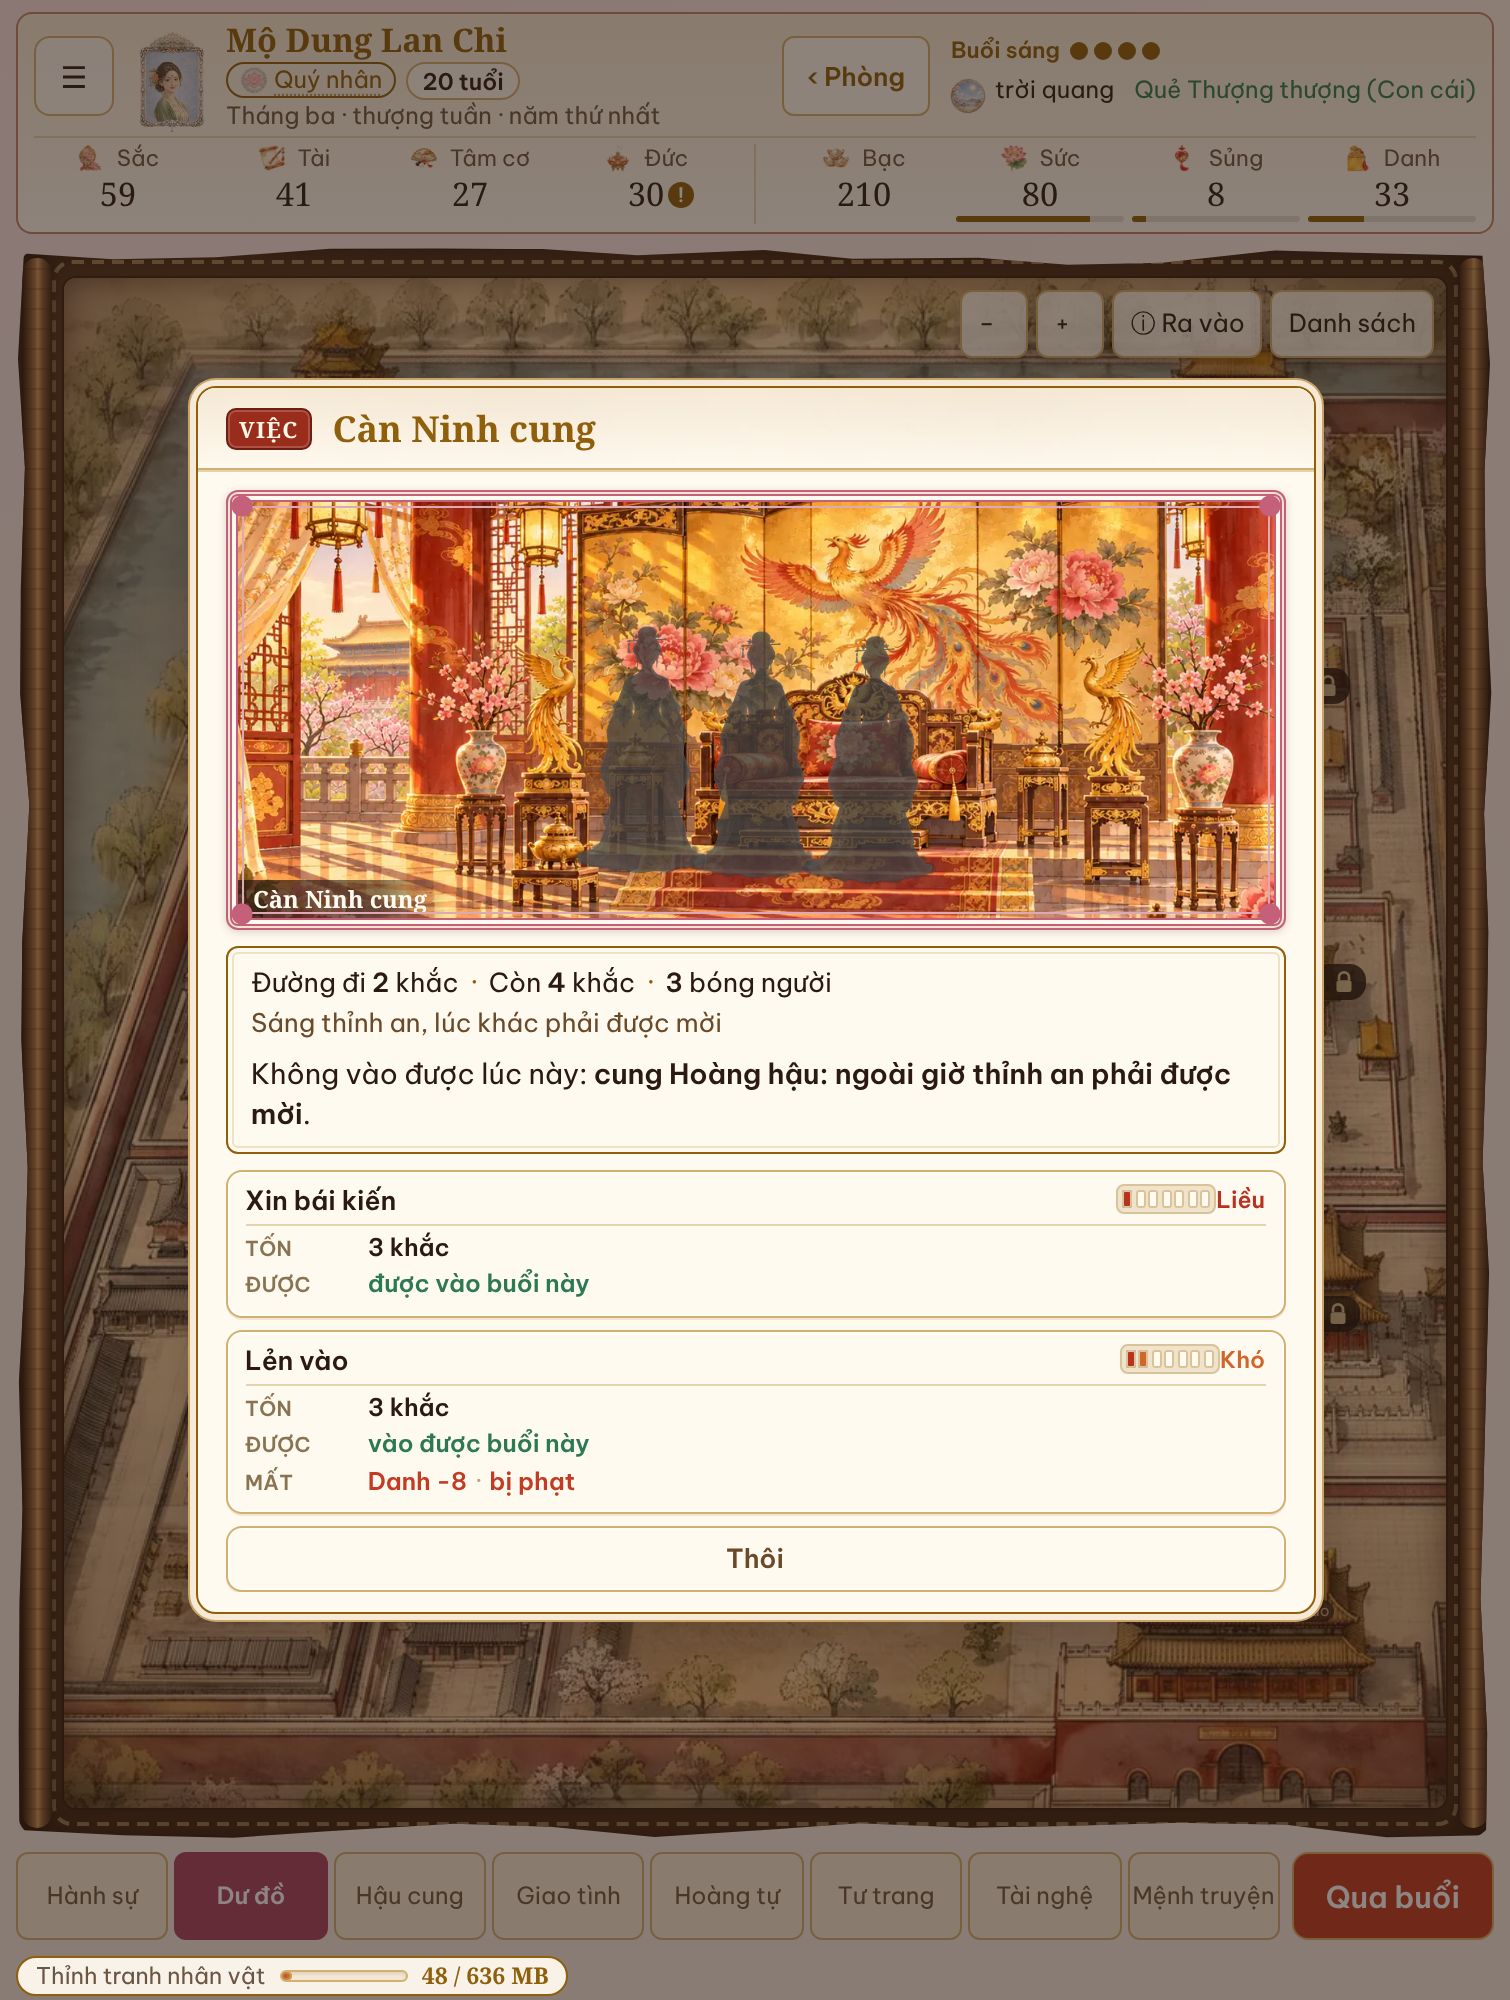 Mộ Dung Lan Chi
Quý nhân
20 tuổi
Tháng ba · thượng tuần · năm thứ nhất
‹ Phòng
Buổi sáng
trời quang
Quẻ Thượng thượng (Con cái)
Sắc
Tài
Tâm cơ
Đức
Bạc
Sức
Sủng
Danh
59
41
27
30 !
210
80
8
33
−
+
ⓘ Ra vào
Danh sách
VIỆC
Càn Ninh cung
Càn Ninh cung
Đường đi 2 khắc · Còn 4 khắc · 3 bóng người
Sáng thỉnh an, lúc khác phải được mời
Không vào được lúc này: cung Hoàng hậu: ngoài giờ thỉnh an phải được
mời.
Xin bái kiến
Liều
TỐN 3 khắc
ĐƯỢC được vào buổi này
Lẻn vào
Khó
TỐN 3 khắc
ĐƯỢC vào được buổi này
MẤT Danh -8 · bị phạt
Thôi
Hành sự
Dư đồ
Hậu cung
Giao tình
Hoàng tự
Tư trang
Tài nghệ
Mệnh truyện
Qua buổi
Thỉnh tranh nhân vật
48 / 636 MB